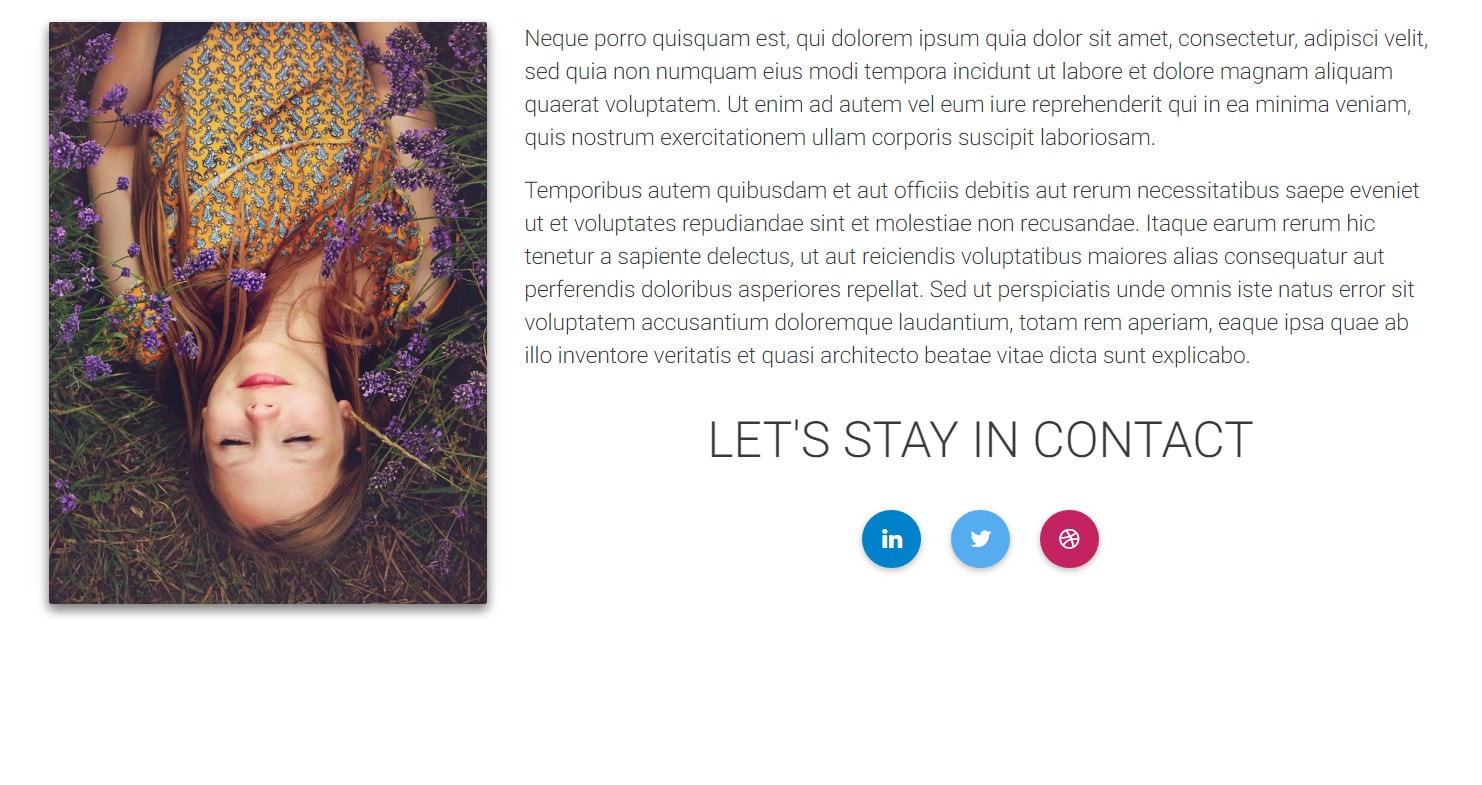 Neque porro quisquam est, qui dolorem ipsum quia dolor sit amet, consectetur, adipisci velit,
sed quia non numquam eius modi tempora incidunt ut labore et dolore magnam aliquam
quaerat voluptatem. Ut enim ad autem vel eum iure reprehenderit qui in ea minima veniam,
quis nostrum exercitationem ullam corporis suscipit laboriosam.
Temporibus autem quibusdam et aut officiis debitis aut rerum necessitatibus saepe eveniet
ut et voluptates repudiandae sint et molestiae non recusandae. Itaque earum rerum hic
tenetur a sapiente delectus, ut aut reiciendis voluptatibus maiores alias consequatur aut
perferendis doloribus asperiores repellat. Sed ut perspiciatis unde omnis iste natus error sit
voluptatem accusantium doloremque laudantium, totam rem aperiam, eaque ipsa quae ab
illo inventore veritatis et quasi architecto beatae vitae dicta sunt explicabo.
LET'S STAY IN CONTACT
in